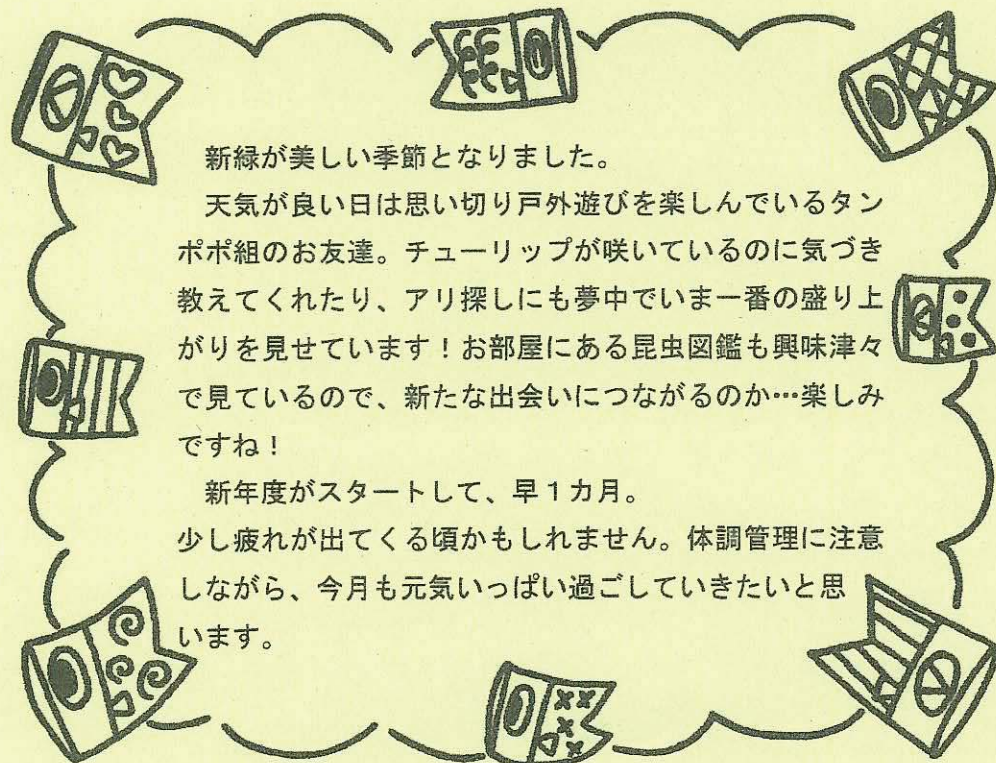 新緑が美しい季節となりました。
天気が良い日は思い切り戸外遊びを楽しんでいるタン
ポポ組のお友達。チューリップが咲いているのに気づき
教えてくれたり、アリ探しにも夢中でいま一番の盛り上
がりを見せています！お部屋にある昆虫図鑑も興味津々
で見ているので、新たな出会いにつながるのか…楽しみ
ですね！
新年度がスタートして、早１カ月。
少し疲れが出てくる頃かもしれません。体調管理に注意
しながら、今月も元気いっぱい過ごしていきたいと思
います。